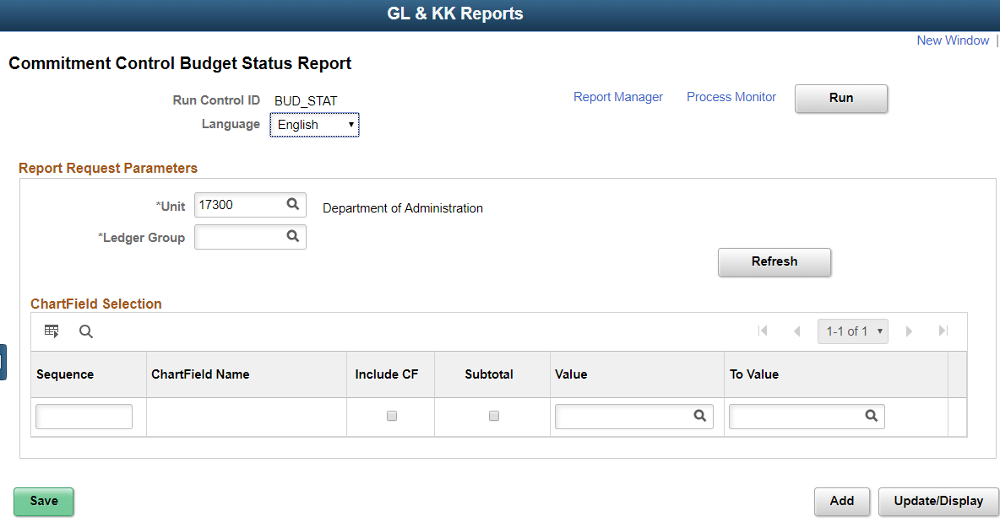 GL & KK Reports
New Window |
Commitment Control Budget Status Report
Run Control ID BUD_STAT Report Manager Process Monitor Run
Language English
Report Request Parameters
*Unit 17300 Department of Administration
*Ledger Group
Refresh
ChartField Selection
1-1 of 1
Sequence ChartField Name Include CF Subtotal Value To Value
Save Add Update/Display